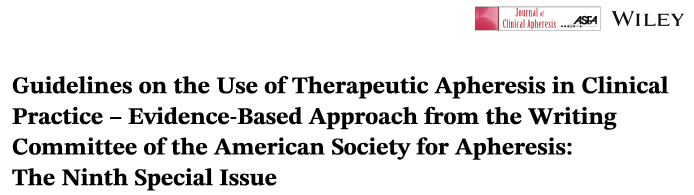 Journal of
Clinical Apheresis
ASFA
WILEY
Guidelines on the Use of Therapeutic Apheresis in Clinical
Practice – Evidence-Based Approach from the Writing
Committee of the American Society for Apheresis:
The Ninth Special Issue